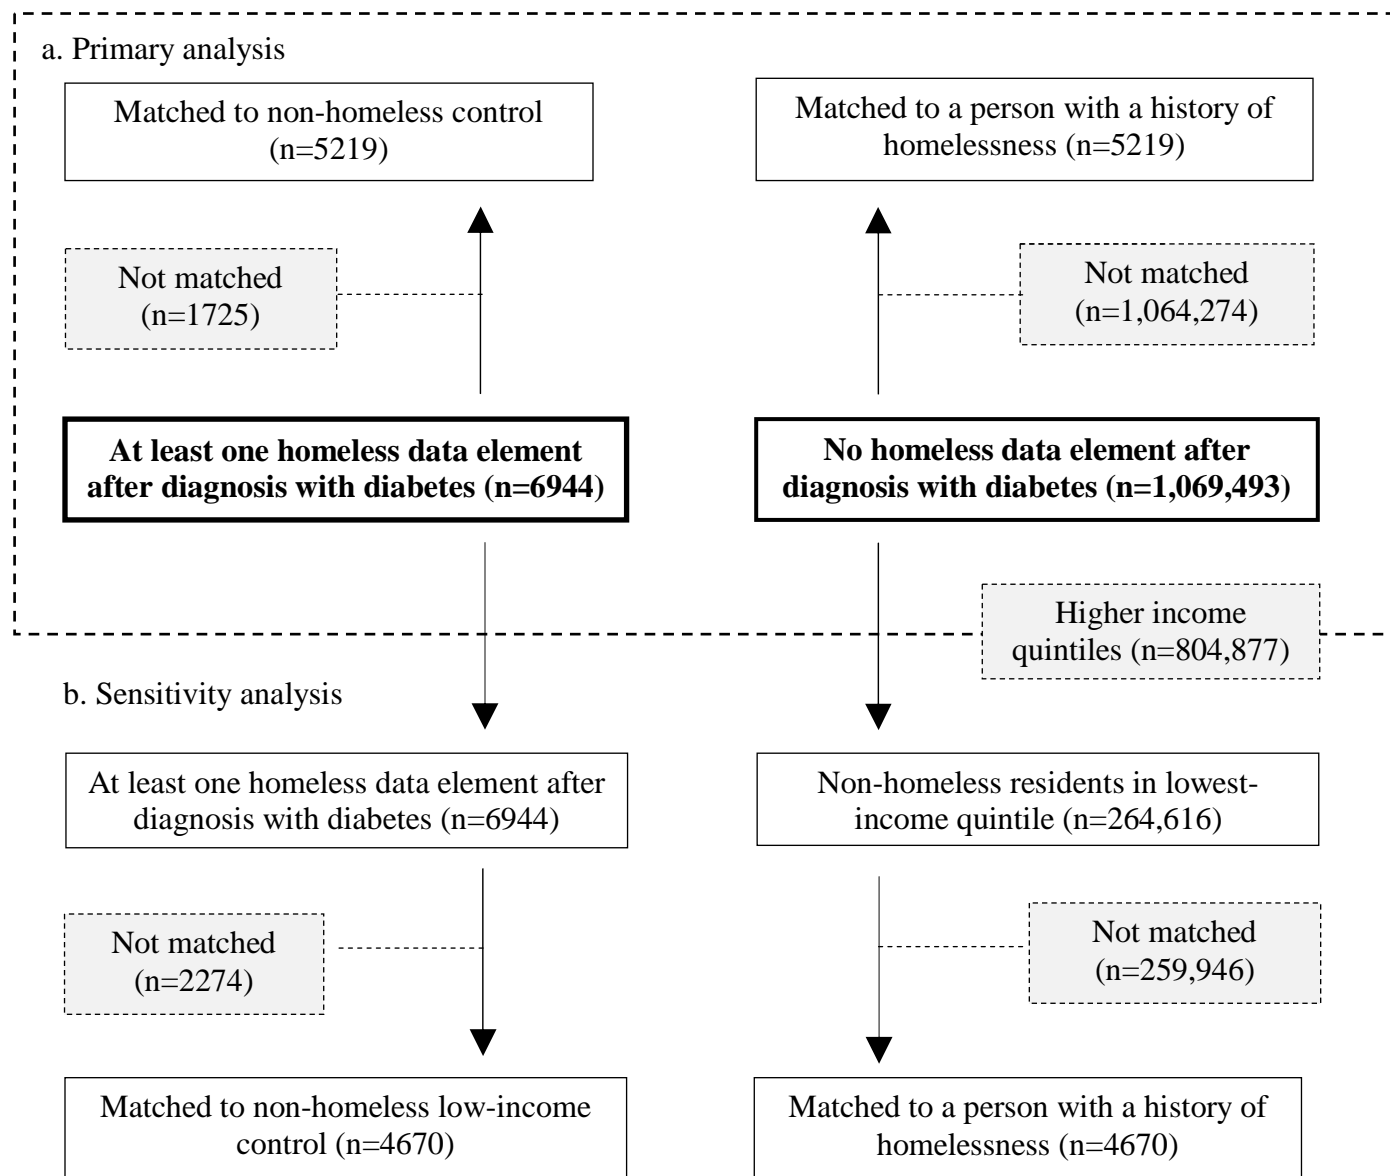 a. Primary analysis
Matched to non-homeless control
(n=5219)
Matched to a person with a history of
homelessness (n=5219)
Not matched
(n=1725)
Not matched
(n=1,064,274)
At least one homeless data element
after diagnosis with diabetes (n=6944)
No homeless data element after
diagnosis with diabetes (n=1,069,493)
Higher income
quintiles (n=804,877)
b. Sensitivity analysis
At least one homeless data element after
diagnosis with diabetes (n=6944)
Non-homeless residents in lowest-
income quintile (n=264,616)
Not matched
(n=2274)
Not matched
(n=259,946)
Matched to non-homeless low-income
control (n=4670)
Matched to a person with a history of
homelessness (n=4670)